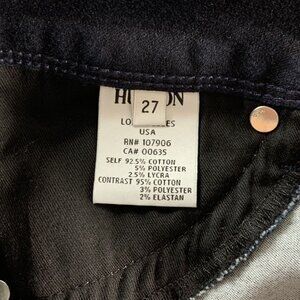 27
USA
RN# 107906
CA# 00635
SELF 92.5% COTTON
5% POLYESTER
2.5% LYCRA
CONTRAST 95% COTTON
3% POLYESTER
2% ELASTAN